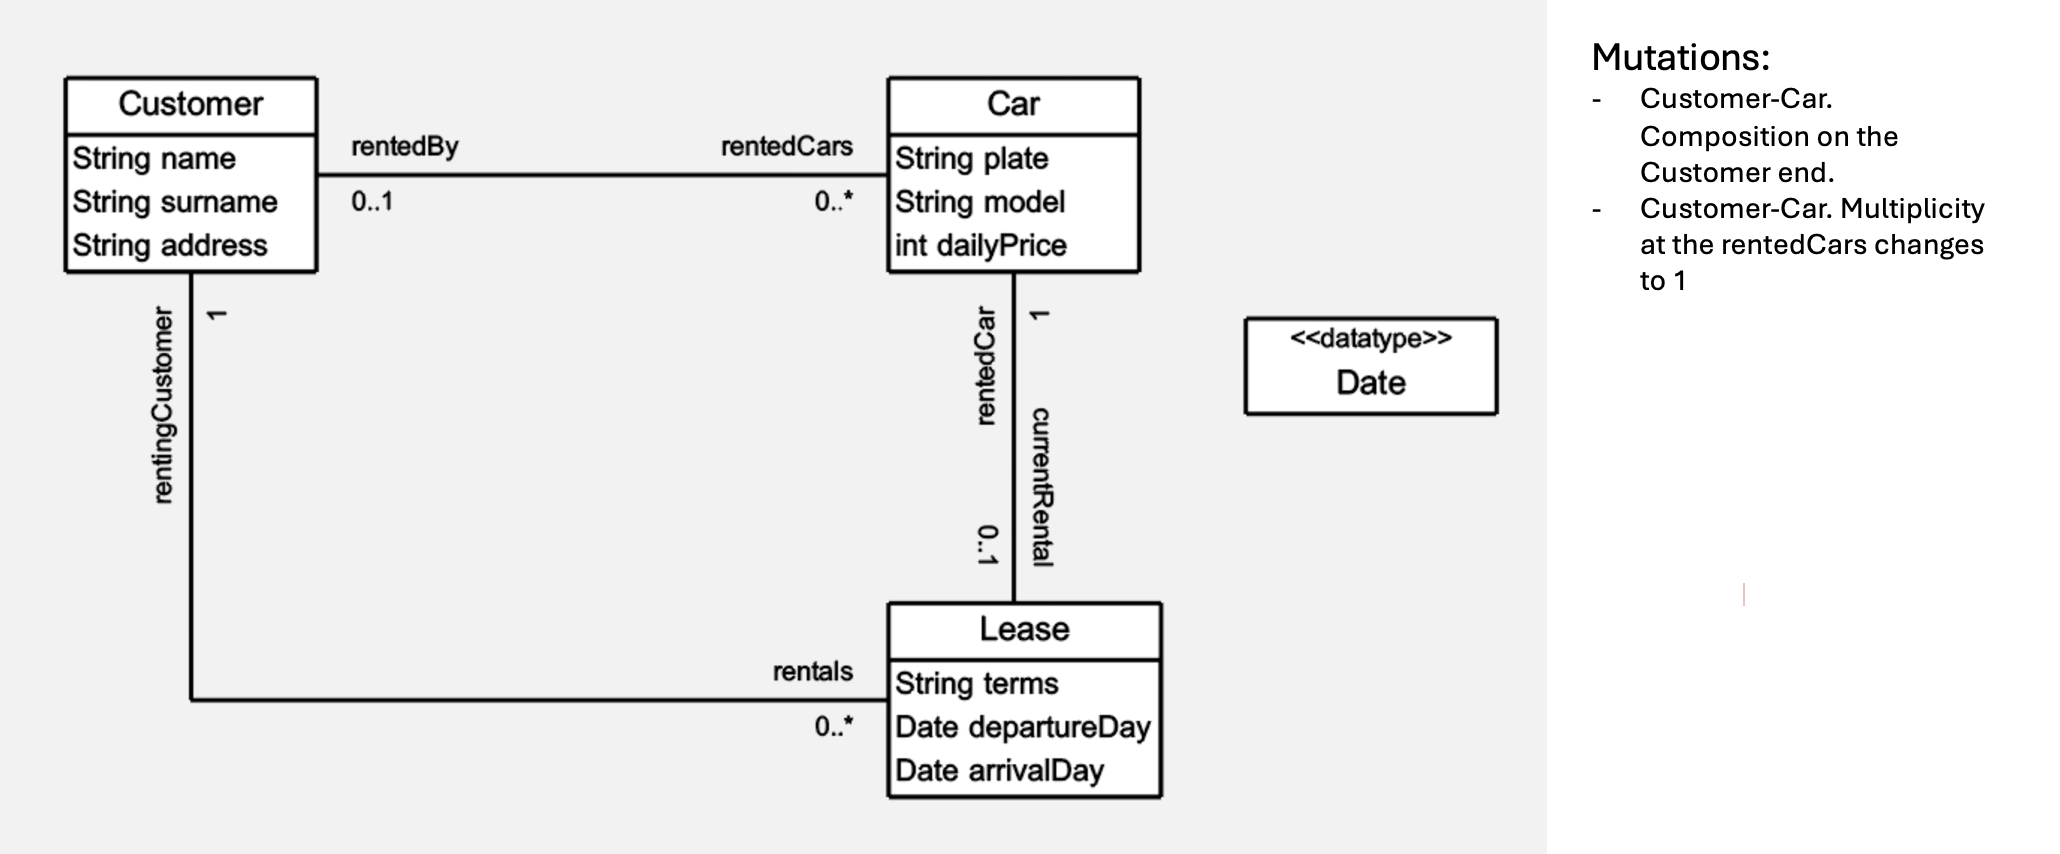 Customer
String name
String surname
String address
rentedBy
0..1
rentedCars
0..*
Car
String plate
String model
int dailyPrice
rentingCustomer
1
rentedCar
1
currentRental
0..1
<<datatype>>
Date
rentals
0..*
Lease
String terms
Date departureDay
Date arrivalDay
Mutations:
- Customer-Car.
Composition on the
Customer end.
- Customer-Car. Multiplicity
at the rentedCars changes
to 1